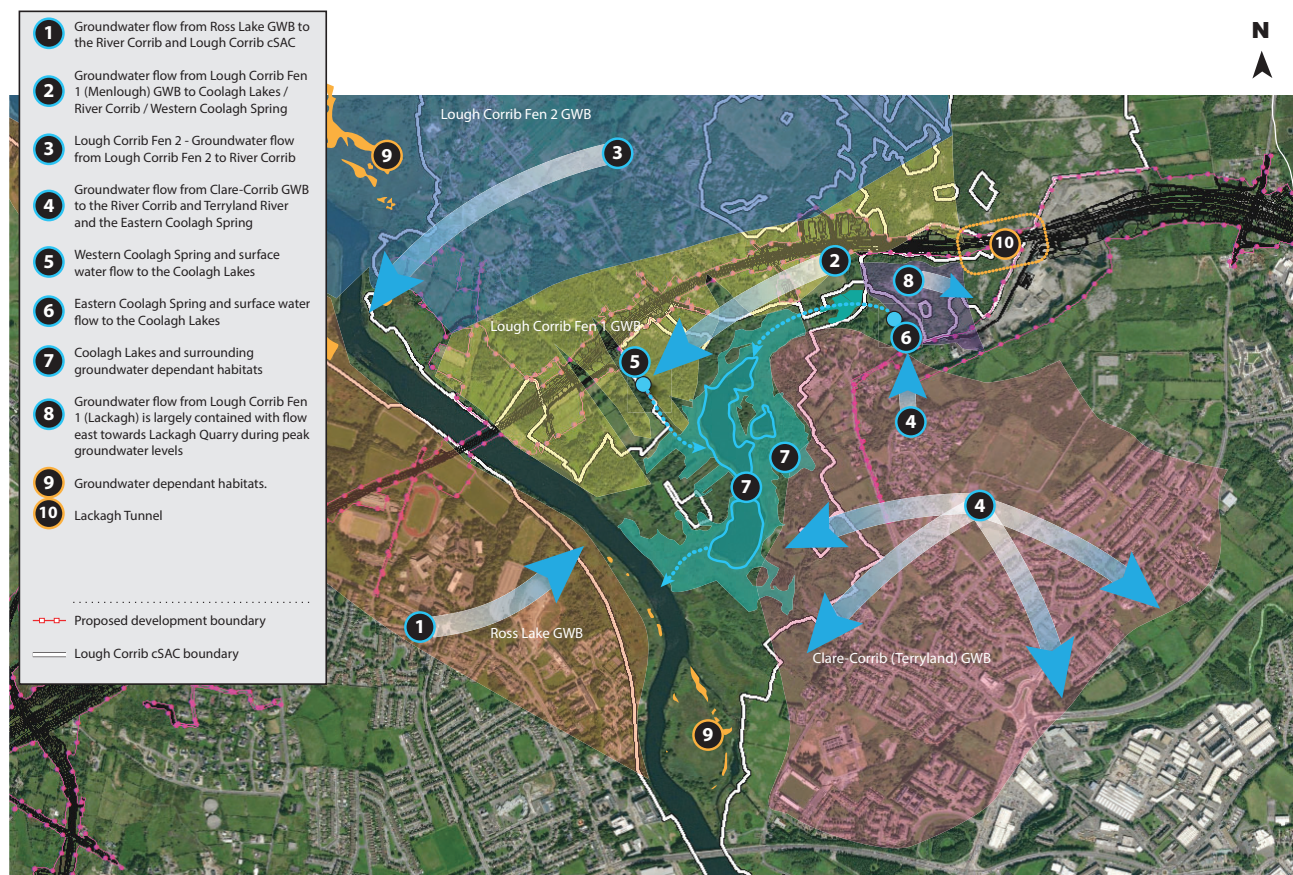 1 Groundwater flow from Ross Lake GWB to
the River Corrib and Lough Corrib cSAC
2 Groundwater flow from Lough Corrib Fen
1 (Menlough) GWB to Coolagh Lakes /
River Corrib / Western Coolagh Spring
3 Lough Corrib Fen 2 - Groundwater flow
from Lough Corrib Fen 2 to River Corrib
4 Groundwater flow from Clare-Corrib GWB
to the River Corrib and Terryland River
and the Eastern Coolagh Spring
5 Western Coolagh Spring and surface
water flow to the Coolagh Lakes
6 Eastern Coolagh Spring and surface water
flow to the Coolagh Lakes
7 Coolagh Lakes and surrounding
groundwater dependant habitats
8 Groundwater flow from Lough Corrib Fen
1 (Lackagh) is largely contained with flow
east towards Lackagh Quarry during peak
groundwater levels
9 Groundwater dependant habitats.
10 Lackagh Tunnel
Proposed development boundary
Lough Corrib cSAC boundary
N
Lough Corrib Fen 2 GWB
9
3
10
2
8
Lough Corrib Fen 1 GWB
6
5
4
7
7
4
1
Ross Lake GWB
Clare-Corrib (Terryland) GWB
9